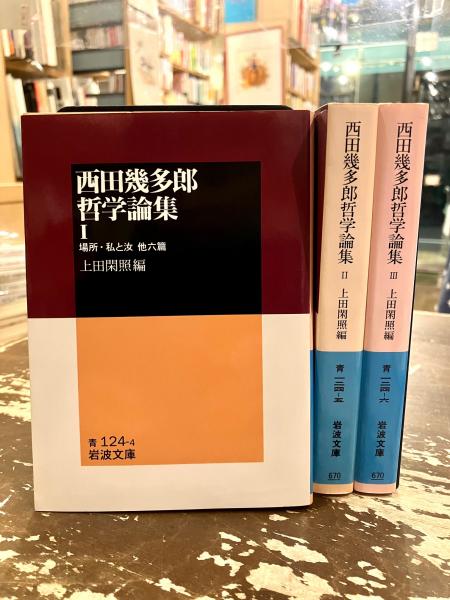 西田幾多郎
哲学論集
I
場所・私と汝 他六篇
上田閑照編
青 124-4
岩波文庫
西田幾多郎哲学論集 II 上田閑照編
青 一二四-五
岩波文庫
670
西田幾多郎哲学論集 III 上田閑照編
青 一二四-六
岩波文庫
670